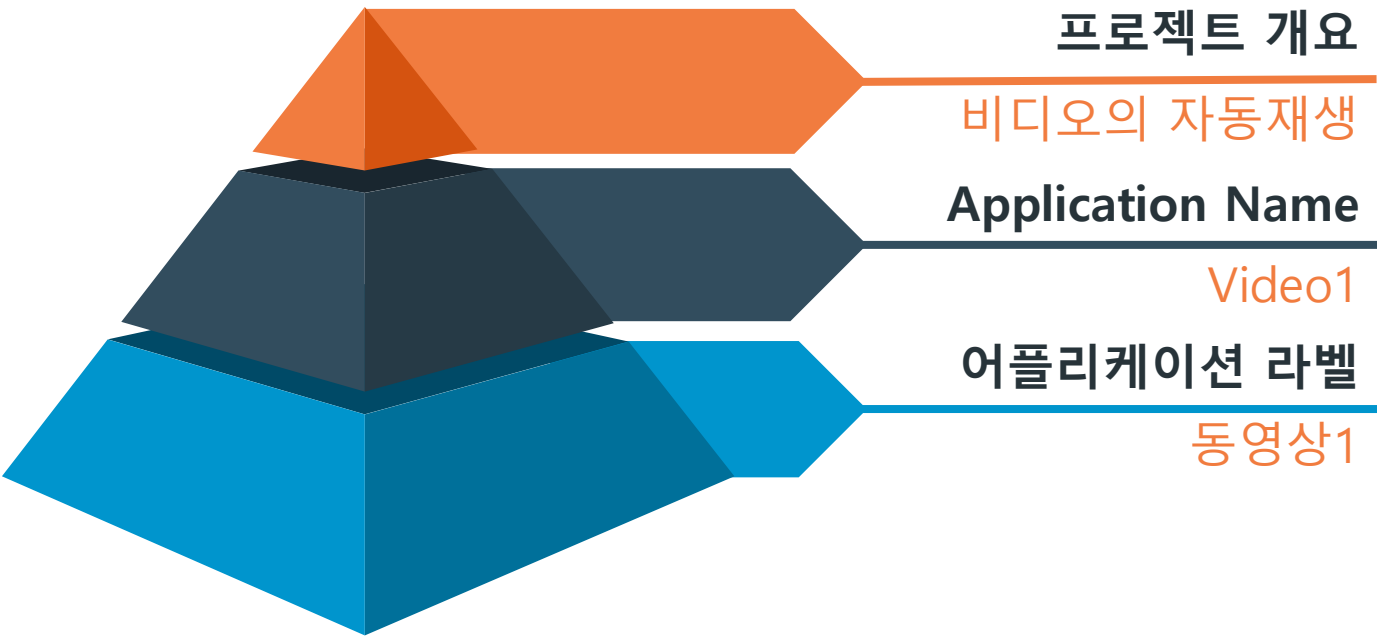 프로젝트 개요
비디오의 자동재생
Application Name
Video1
어플리케이션 라벨
동영상1